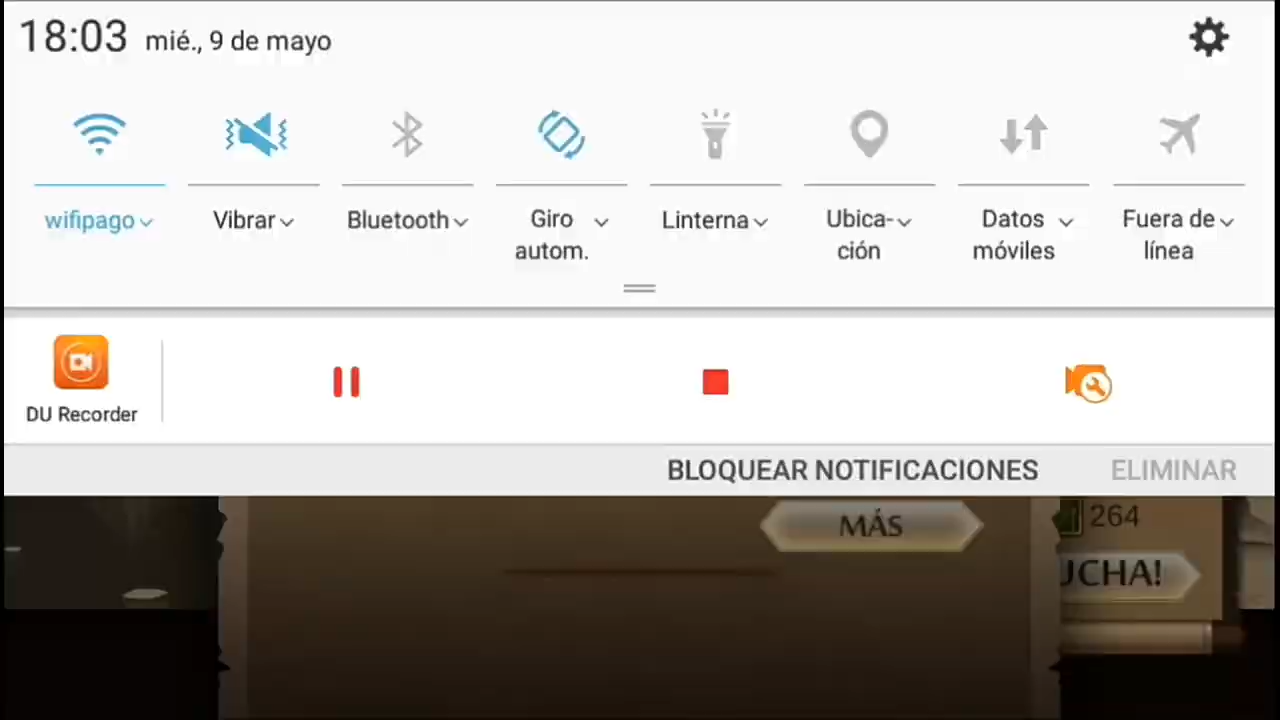 18:03 mié., 9 de mayo
wifipago Vibrar Bluetooth Giro autom. Linterna Ubica-ción Datos móviles Fuera de línea
DU Recorder
BLOQUEAR NOTIFICACIONES ELIMINAR
MÁS
264
UCHA!